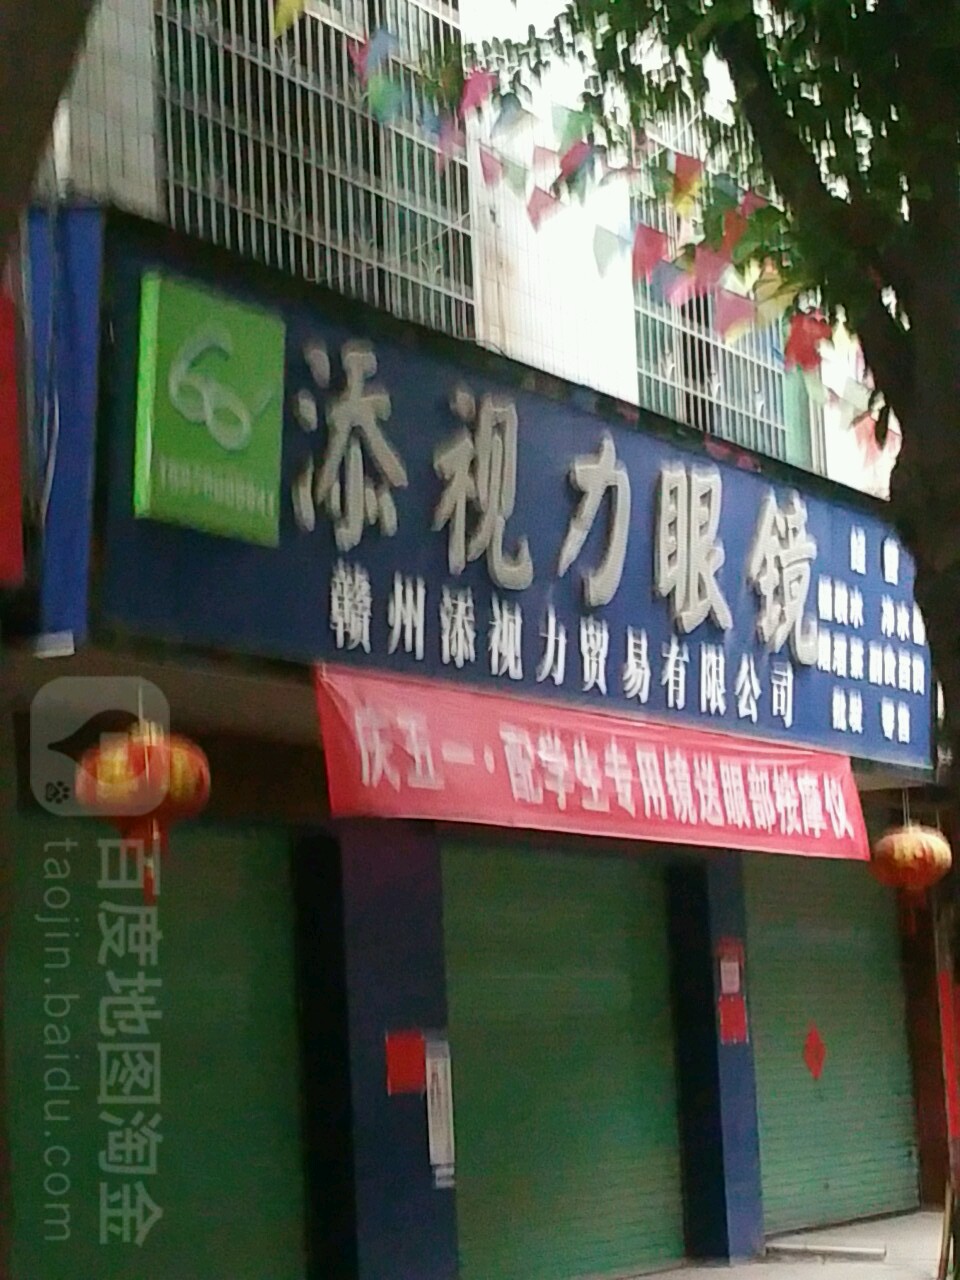 添视力眼镜
赣州添视力贸易有限公司
庆五一·配学生专用镜送眼部按摩仪
百度地图淘金
taojin.baidu.com